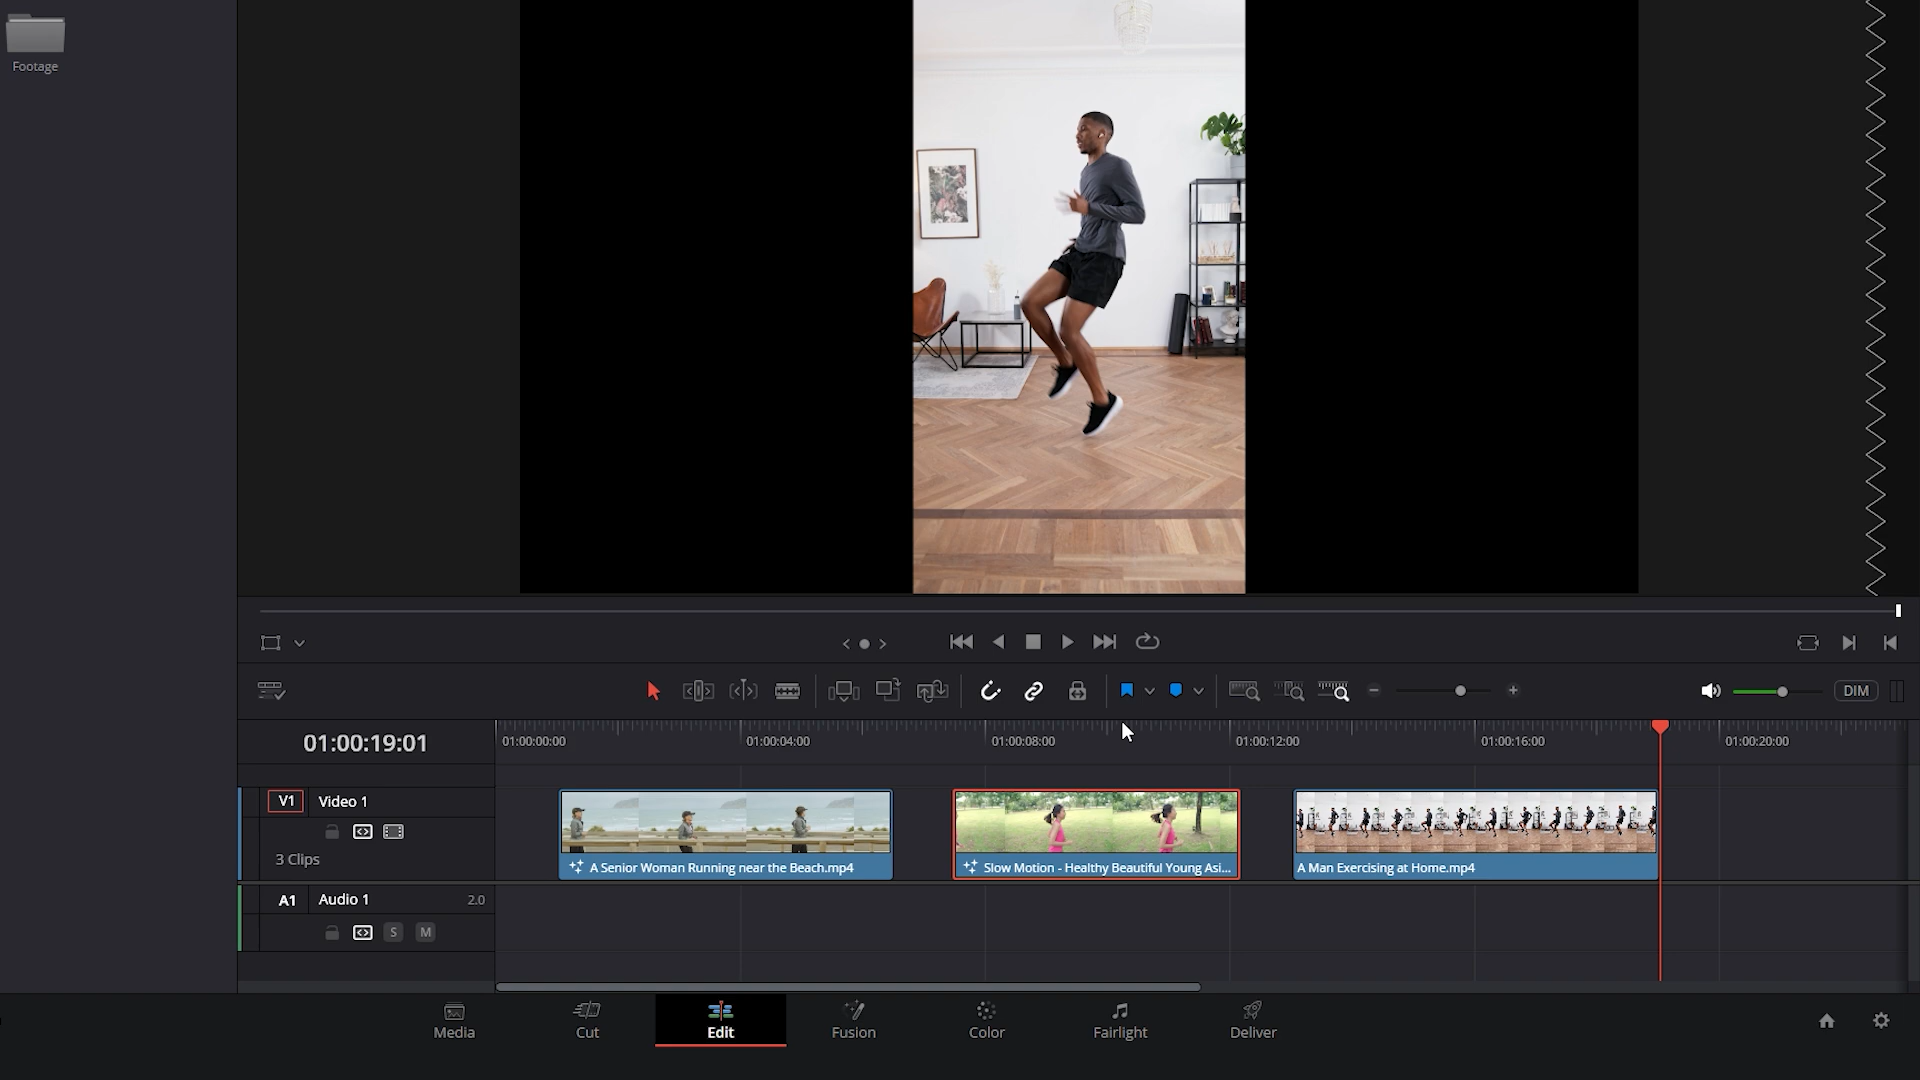 Footage
DIM
01:00:19:01
01:00:00:00
01:00:04:00
01:00:08:00
01:00:12:00
01:00:16:00
01:00:20:00
V1 Video 1
3 Clips
A Senior Woman Running near the Beach.mp4
Slow Motion - Healthy Beautiful Young Asi...
A Man Exercising at Home.mp4
A1 Audio 1 2.0
S M
Media
Cut
Edit
Fusion
Color
Fairlight
Deliver